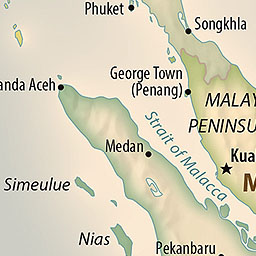 Phuket
Songkhla
George Town
(Penang)
anda Aceh
MALAY
PENINSU
Strait of Malacca
Medan
Kua
M
Simeulue
Nias
Pekanbaru